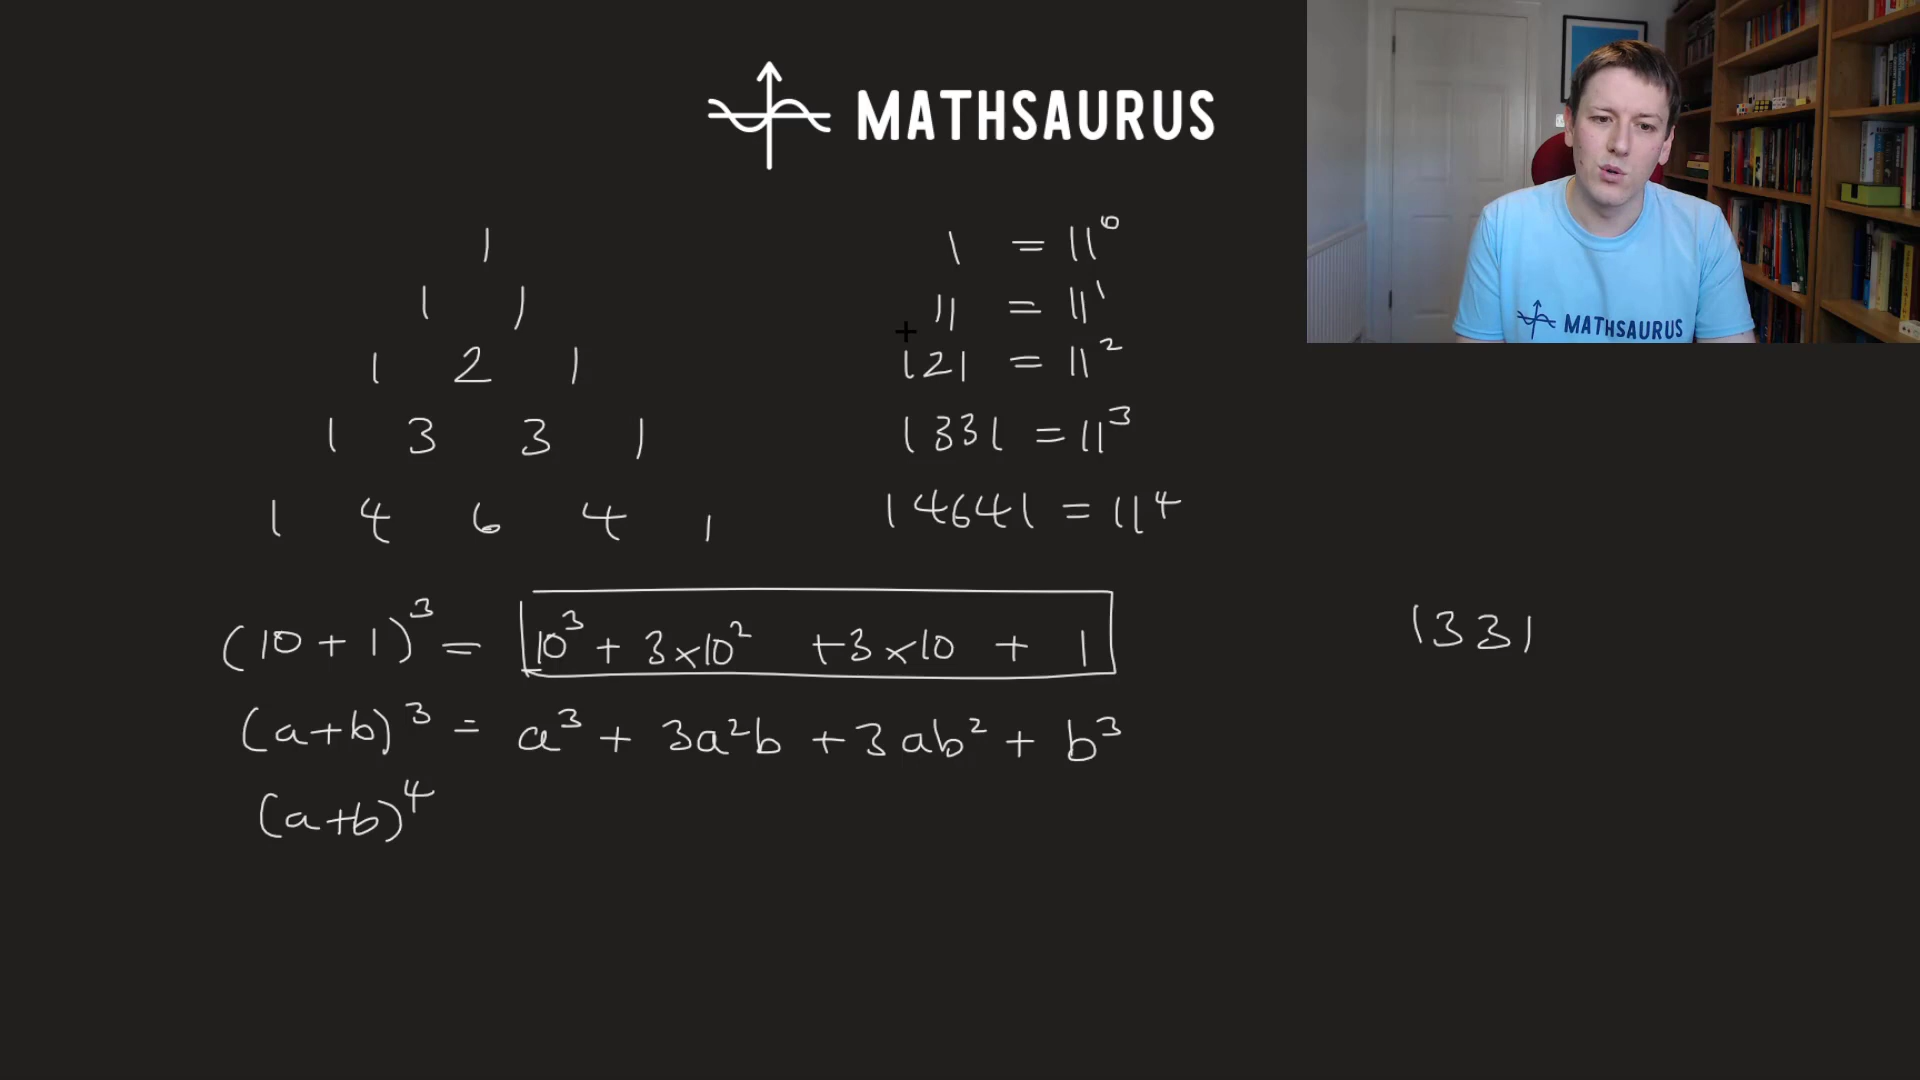 MATHSAURUS
1
1 1
1 2 1
1 3 3 1
1 4 6 4 1
1 = 11⁰
11 = 11¹
121 = 11²
1331 = 11³
14641 = 11⁴
(10 + 1)³ = 10³ + 3×10² + 3×10 + 1
1331
(a+b)³ = a³ + 3a²b + 3ab² + b³
(a+b)⁴
MATHSAURUS